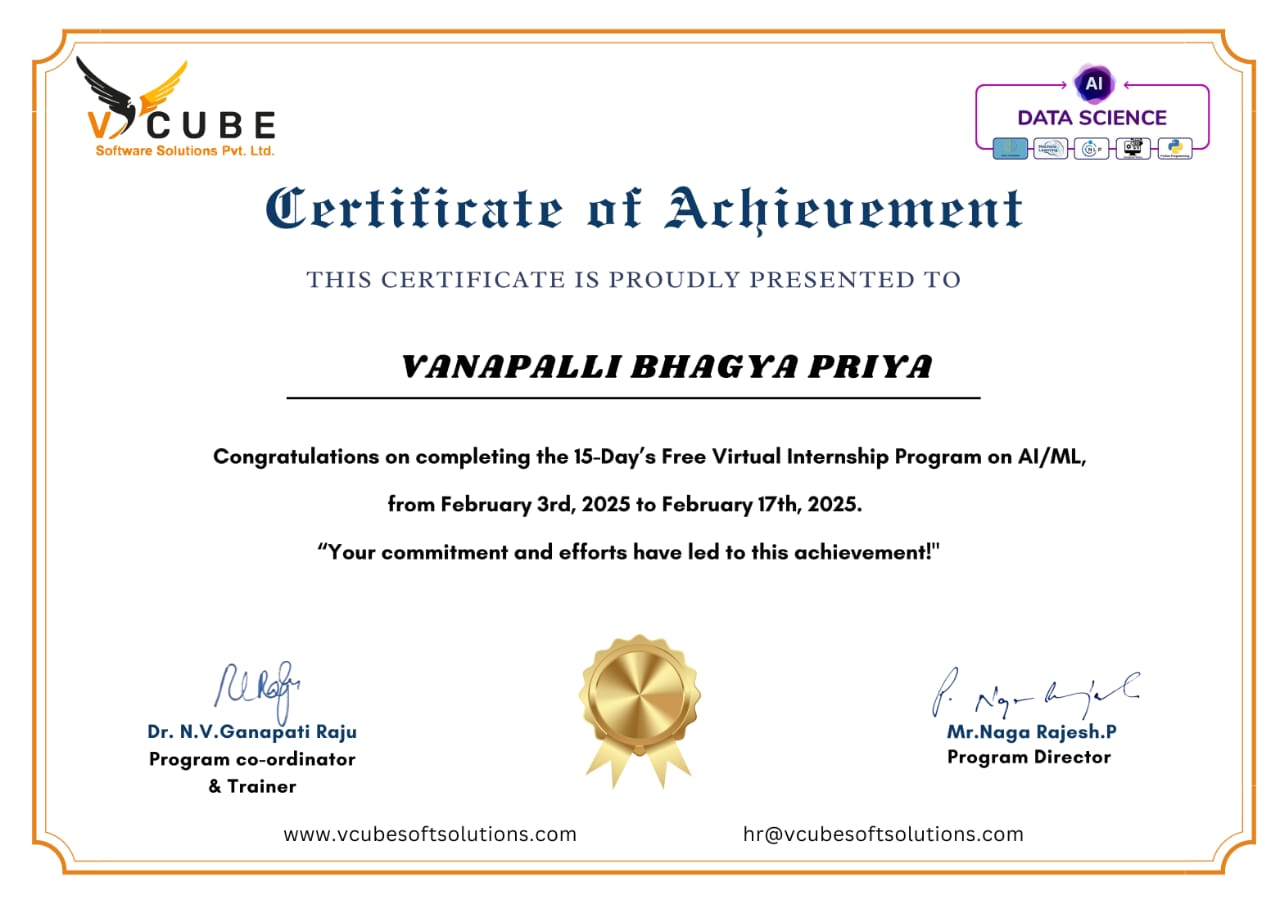 V CUBE
Software Solutions Pvt. Ltd.
AI
DATA SCIENCE
NLP
Certificate of Achievement
THIS CERTIFICATE IS PROUDLY PRESENTED TO
VANAPALLI BHAGYA PRIYA
Congratulations on completing the 15-Day’s Free Virtual Internship Program on AI/ML,
from February 3rd, 2025 to February 17th, 2025.
“Your commitment and efforts have led to this achievement!"
Dr. N.V.Ganapati Raju
Program co-ordinator
& Trainer
Mr.Naga Rajesh.P
Program Director
www.vcubesoftsolutions.com
hr@vcubesoftsolutions.com